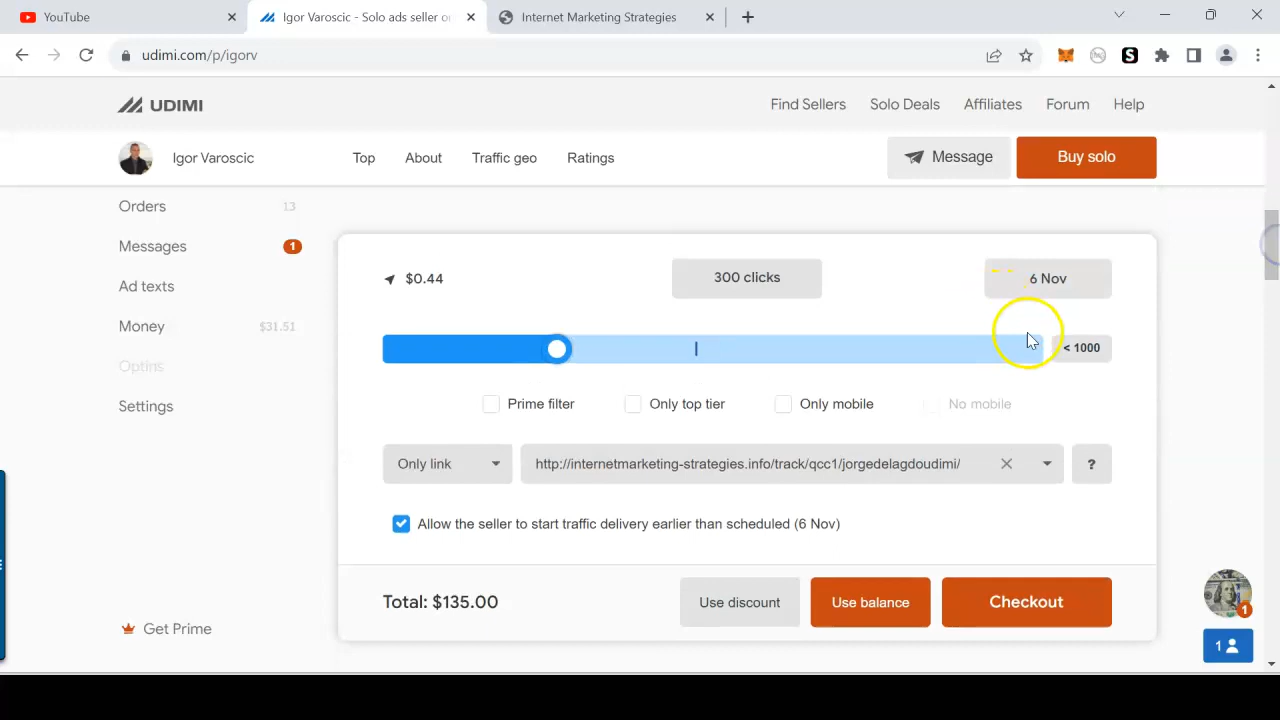 YouTube
Igor Varoscic - Solo ads seller o
Internet Marketing Strategies
udimi.com/p/igorv
UDIMI
Find Sellers
Solo Deals
Affiliates
Forum
Help
Igor Varoscic
Top
About
Traffic geo
Ratings
Message
Buy solo
Orders
13
Messages
1
Ad texts
Money
$31.51
Optins
Settings
Get Prime
$0.44
300 clicks
6 Nov
< 1000
Prime filter
Only top tier
Only mobile
No mobile
Only link
http://internetmarketing-strategies.info/track/qcc1/jorgedelagdoudimi/
?
Allow the seller to start traffic delivery earlier than scheduled (6 Nov)
Total: $135.00
Use discount
Use balance
Checkout
1
1